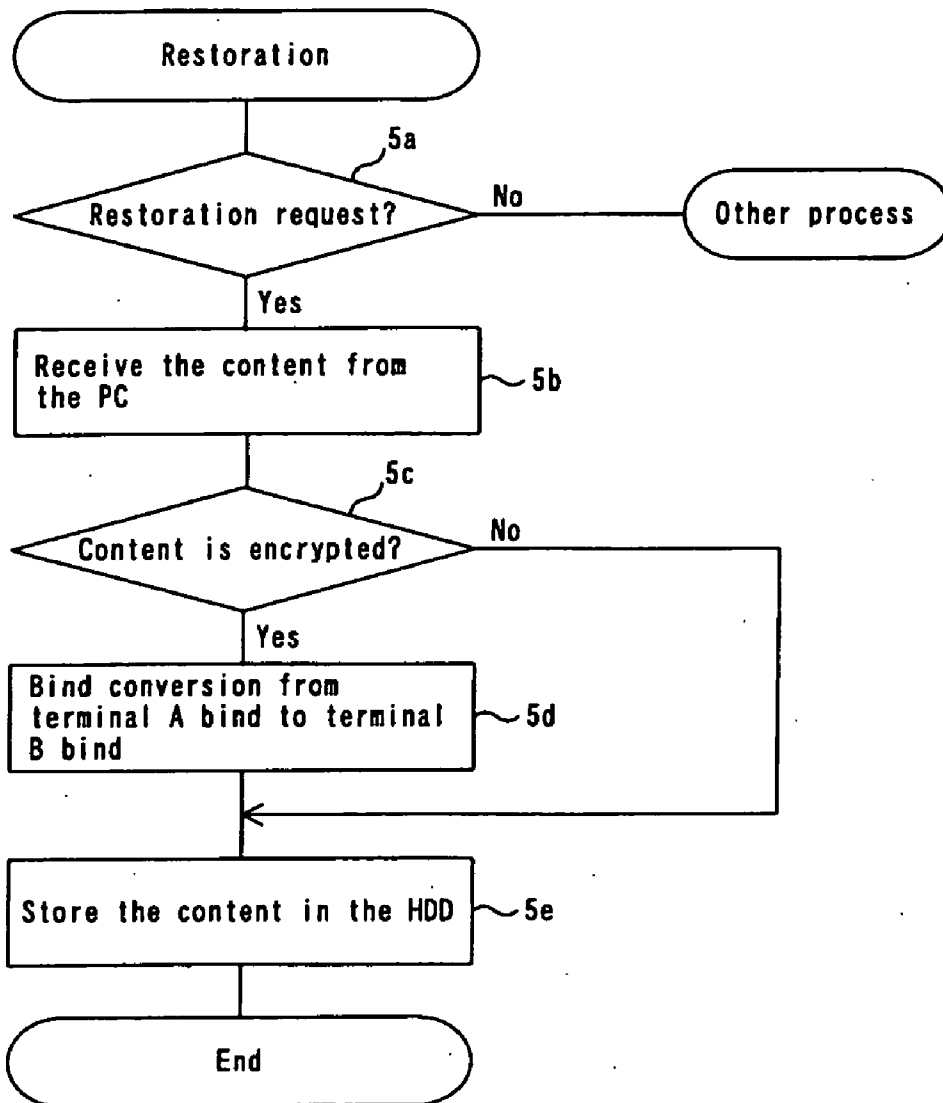 Restoration
5a
Restoration request?
No
Other process
Yes
Receive the content from
the PC
5b
5c
Content is encrypted?
No
Yes
Bind conversion from
terminal A bind to terminal
B bind
5d
Store the content in the HDD
5e
End